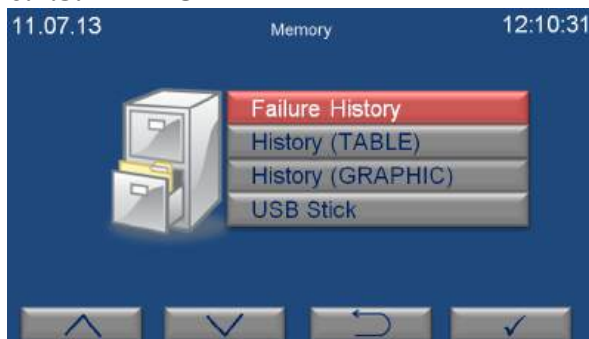 11.07.13 Memory 12:10:31
Failure History
History (TABLE)
History (GRAPHIC)
USB Stick